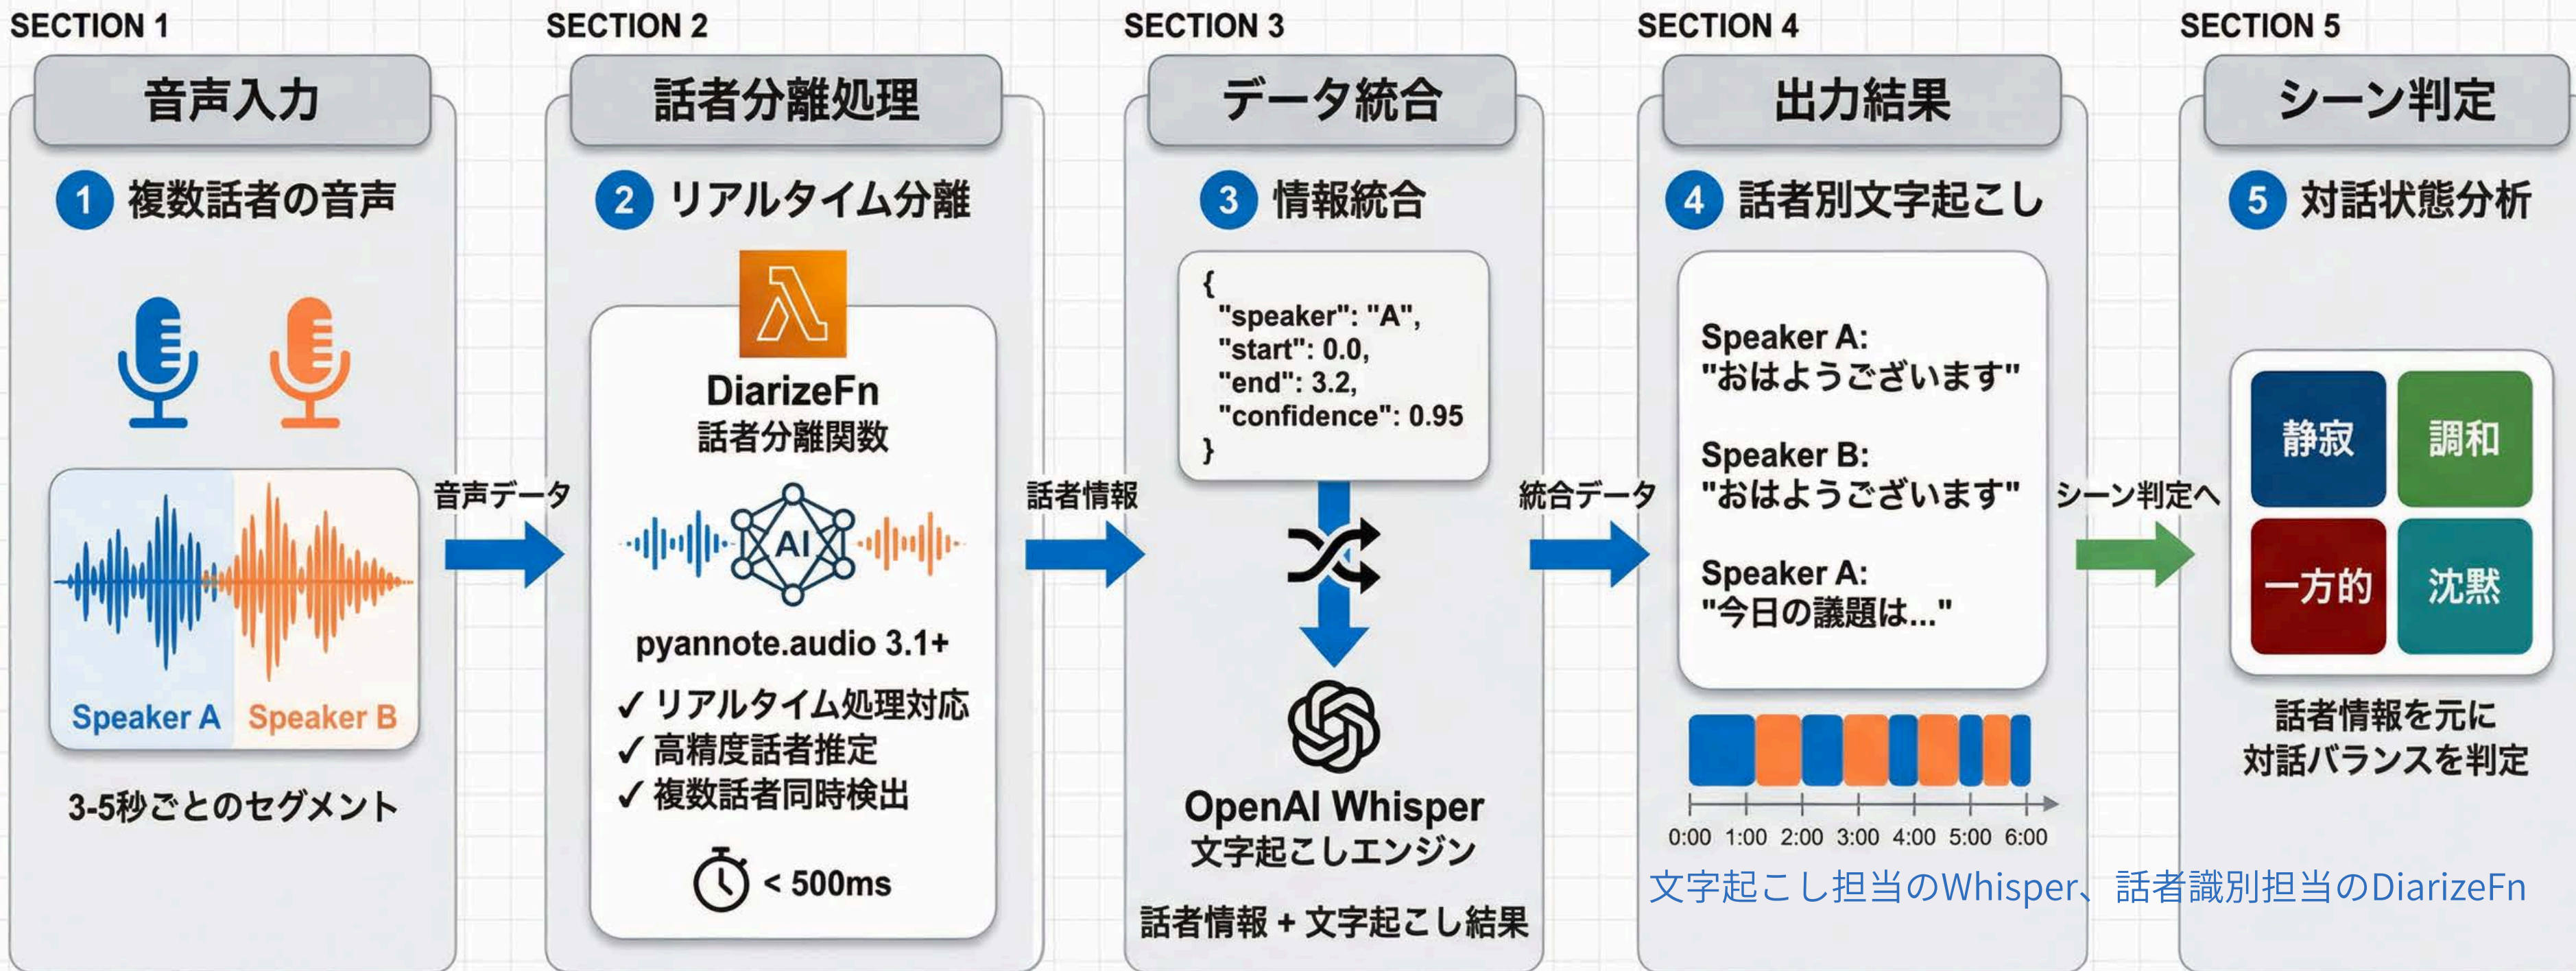 SECTION 1
音声入力
1 複数話者の音声
Speaker A
Speaker B
3-5秒ごとのセグメント
音声データ
SECTION 2
話者分離処理
2 リアルタイム分離
DiarizeFn
話者分離関数
AI
pyannote.audio 3.1+
✓ リアルタイム処理対応
✓ 高精度話者推定
✓ 複数話者同時検出
< 500ms
話者情報
SECTION 3
データ統合
3 情報統合
{
"speaker": "A",
"start": 0.0,
"end": 3.2,
"confidence": 0.95
}
OpenAI Whisper
文字起こしエンジン
話者情報 + 文字起こし結果
統合データ
SECTION 4
出力結果
4 話者別文字起こし
Speaker A:
"おはようございます"
Speaker B:
"おはようございます"
Speaker A:
"今日の議題は..."
0:00 1:00 2:00 3:00 4:00 5:00 6:00
文字起こし担当のWhisper、話者識別担当のDiarizeFn
シーン判定へ
SECTION 5
シーン判定
5 対話状態分析
静寂
調和
一方的
沈黙
話者情報を元に
対話バランスを判定